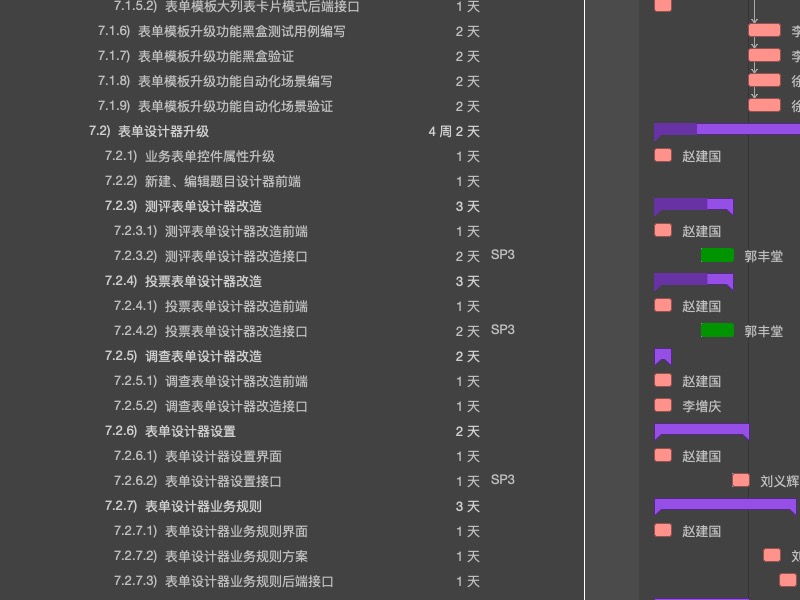 7.1.5.2) 表单模板大列表卡片模式后端接口 1 天
7.1.6) 表单模板升级功能黑盒测试用例编写 2 天 李
7.1.7) 表单模板升级功能黑盒验证 2 天 李
7.1.8) 表单模板升级功能自动化场景编写 2 天 徐
7.1.9) 表单模板升级功能自动化场景验证 2 天 徐
7.2) 表单设计器升级 4 周 2 天
7.2.1) 业务表单控件属性升级 1 天 赵建国
7.2.2) 新建、编辑题目设计器前端 1 天
7.2.3) 测评表单设计器改造 3 天
7.2.3.1) 测评表单设计器改造前端 1 天 赵建国
7.2.3.2) 测评表单设计器改造接口 2 天 SP3 郭丰堂
7.2.4) 投票表单设计器改造 3 天
7.2.4.1) 投票表单设计器改造前端 1 天 赵建国
7.2.4.2) 投票表单设计器改造接口 2 天 SP3 郭丰堂
7.2.5) 调查表单设计器改造 2 天
7.2.5.1) 调查表单设计器改造前端 1 天 赵建国
7.2.5.2) 调查表单设计器改造接口 1 天 李增庆
7.2.6) 表单设计器设置 2 天
7.2.6.1) 表单设计器设置界面 1 天 赵建国
7.2.6.2) 表单设计器设置接口 1 天 SP3 刘义辉
7.2.7) 表单设计器业务规则 3 天
7.2.7.1) 表单设计器业务规则界面 1 天 赵建国
7.2.7.2) 表单设计器业务规则方案 1 天
7.2.7.3) 表单设计器业务规则后端接口 1 天